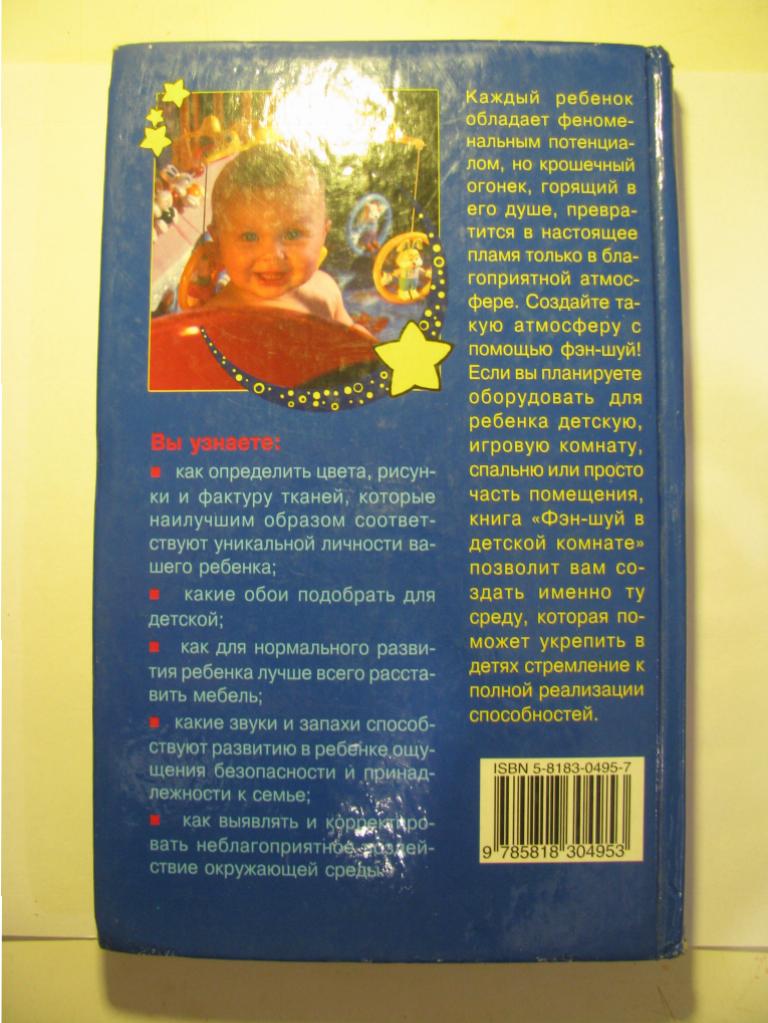 Каждый ребенок
обладает феноме-
нальным потенциа-
лом, но крошечный
огонек, горящий в
его душе, превра-
тится в настоящее
пламя только в бла-
гоприятной атмос-
фере. Создайте та-
кую атмосферу с
помощью фэн-шуй!
Если вы планируете
оборудовать для
ребенка детскую,
игровую комнату,
спальню или просто
часть помещения,
книга «Фэн-шуй в
детской комнате»
позволит вам со-
здать именно ту
среду, которая по-
может укрепить в
детях стремление к
полной реализации
способностей.
Вы узнаете:
▪ как определить цвета, рисун-
ки и фактуру тканей, которые
наилучшим образом соответ-
ствуют уникальной личности ва-
шего ребенка;
▪ какие обои подобрать для
детской;
▪ как для нормального разви-
тия ребенка лучше всего расста-
вить мебель;
▪ какие звуки и запахи способ-
ствуют развитию в ребенке ощу-
щения безопасности и принад-
лежности к семье;
▪ как выявлять и корректиро-
вать неблагоприятное воздей-
ствие окружающей среды.
ISBN 5-8183-0495-7
9 785818 304953